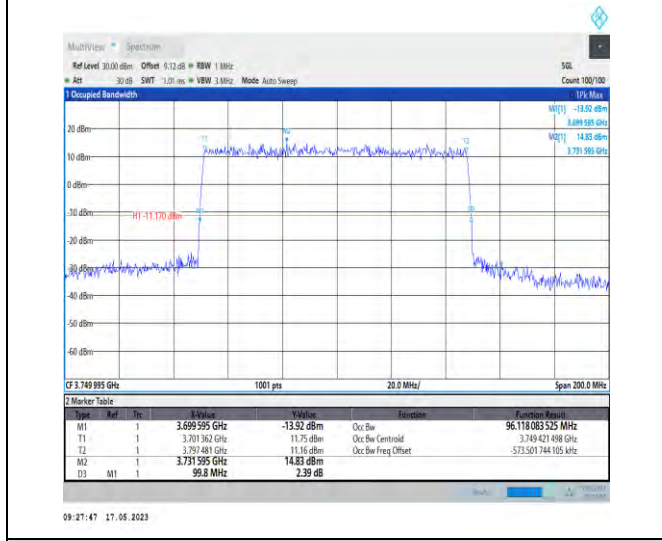 MultiView Spectrum
Ref Level 30.00 dBm Offset 9.12 dB RBW 1 MHz SGL
Att 30 dB SWT 1.01 ms VBW 3 MHz Mode Auto Sweep Count 100/100
1 Occupied Bandwidth 1Pk Max
M1[1] -13.92 dBm
3.699 595 GHz
M2[1] 14.83 dBm
3.731 595 GHz
20 dBm
M2
T1
T2
10 dBm
0 dBm
-10 dBm
M1
D3
H1 -11.170 dBm
-20 dBm
-30 dBm
-40 dBm
-50 dBm
-60 dBm
CF 3.749 995 GHz 1001 pts 20.0 MHz/ Span 200.0 MHz
2 Marker Table
Type Ref Trc X-Value Y-Value Function Function Result
M1 1 3.699 595 GHz -13.92 dBm Occ Bw 96.118 083 525 MHz
T1 1 3.701 362 GHz 11.75 dBm Occ Bw Centroid 3.749 421 498 GHz
T2 1 3.797 481 GHz 11.16 dBm Occ Bw Freq Offset -573.501 744 105 kHz
M2 1 3.731 595 GHz 14.83 dBm
D3 M1 1 99.8 MHz 2.39 dB
09:27:47 17.05.2023